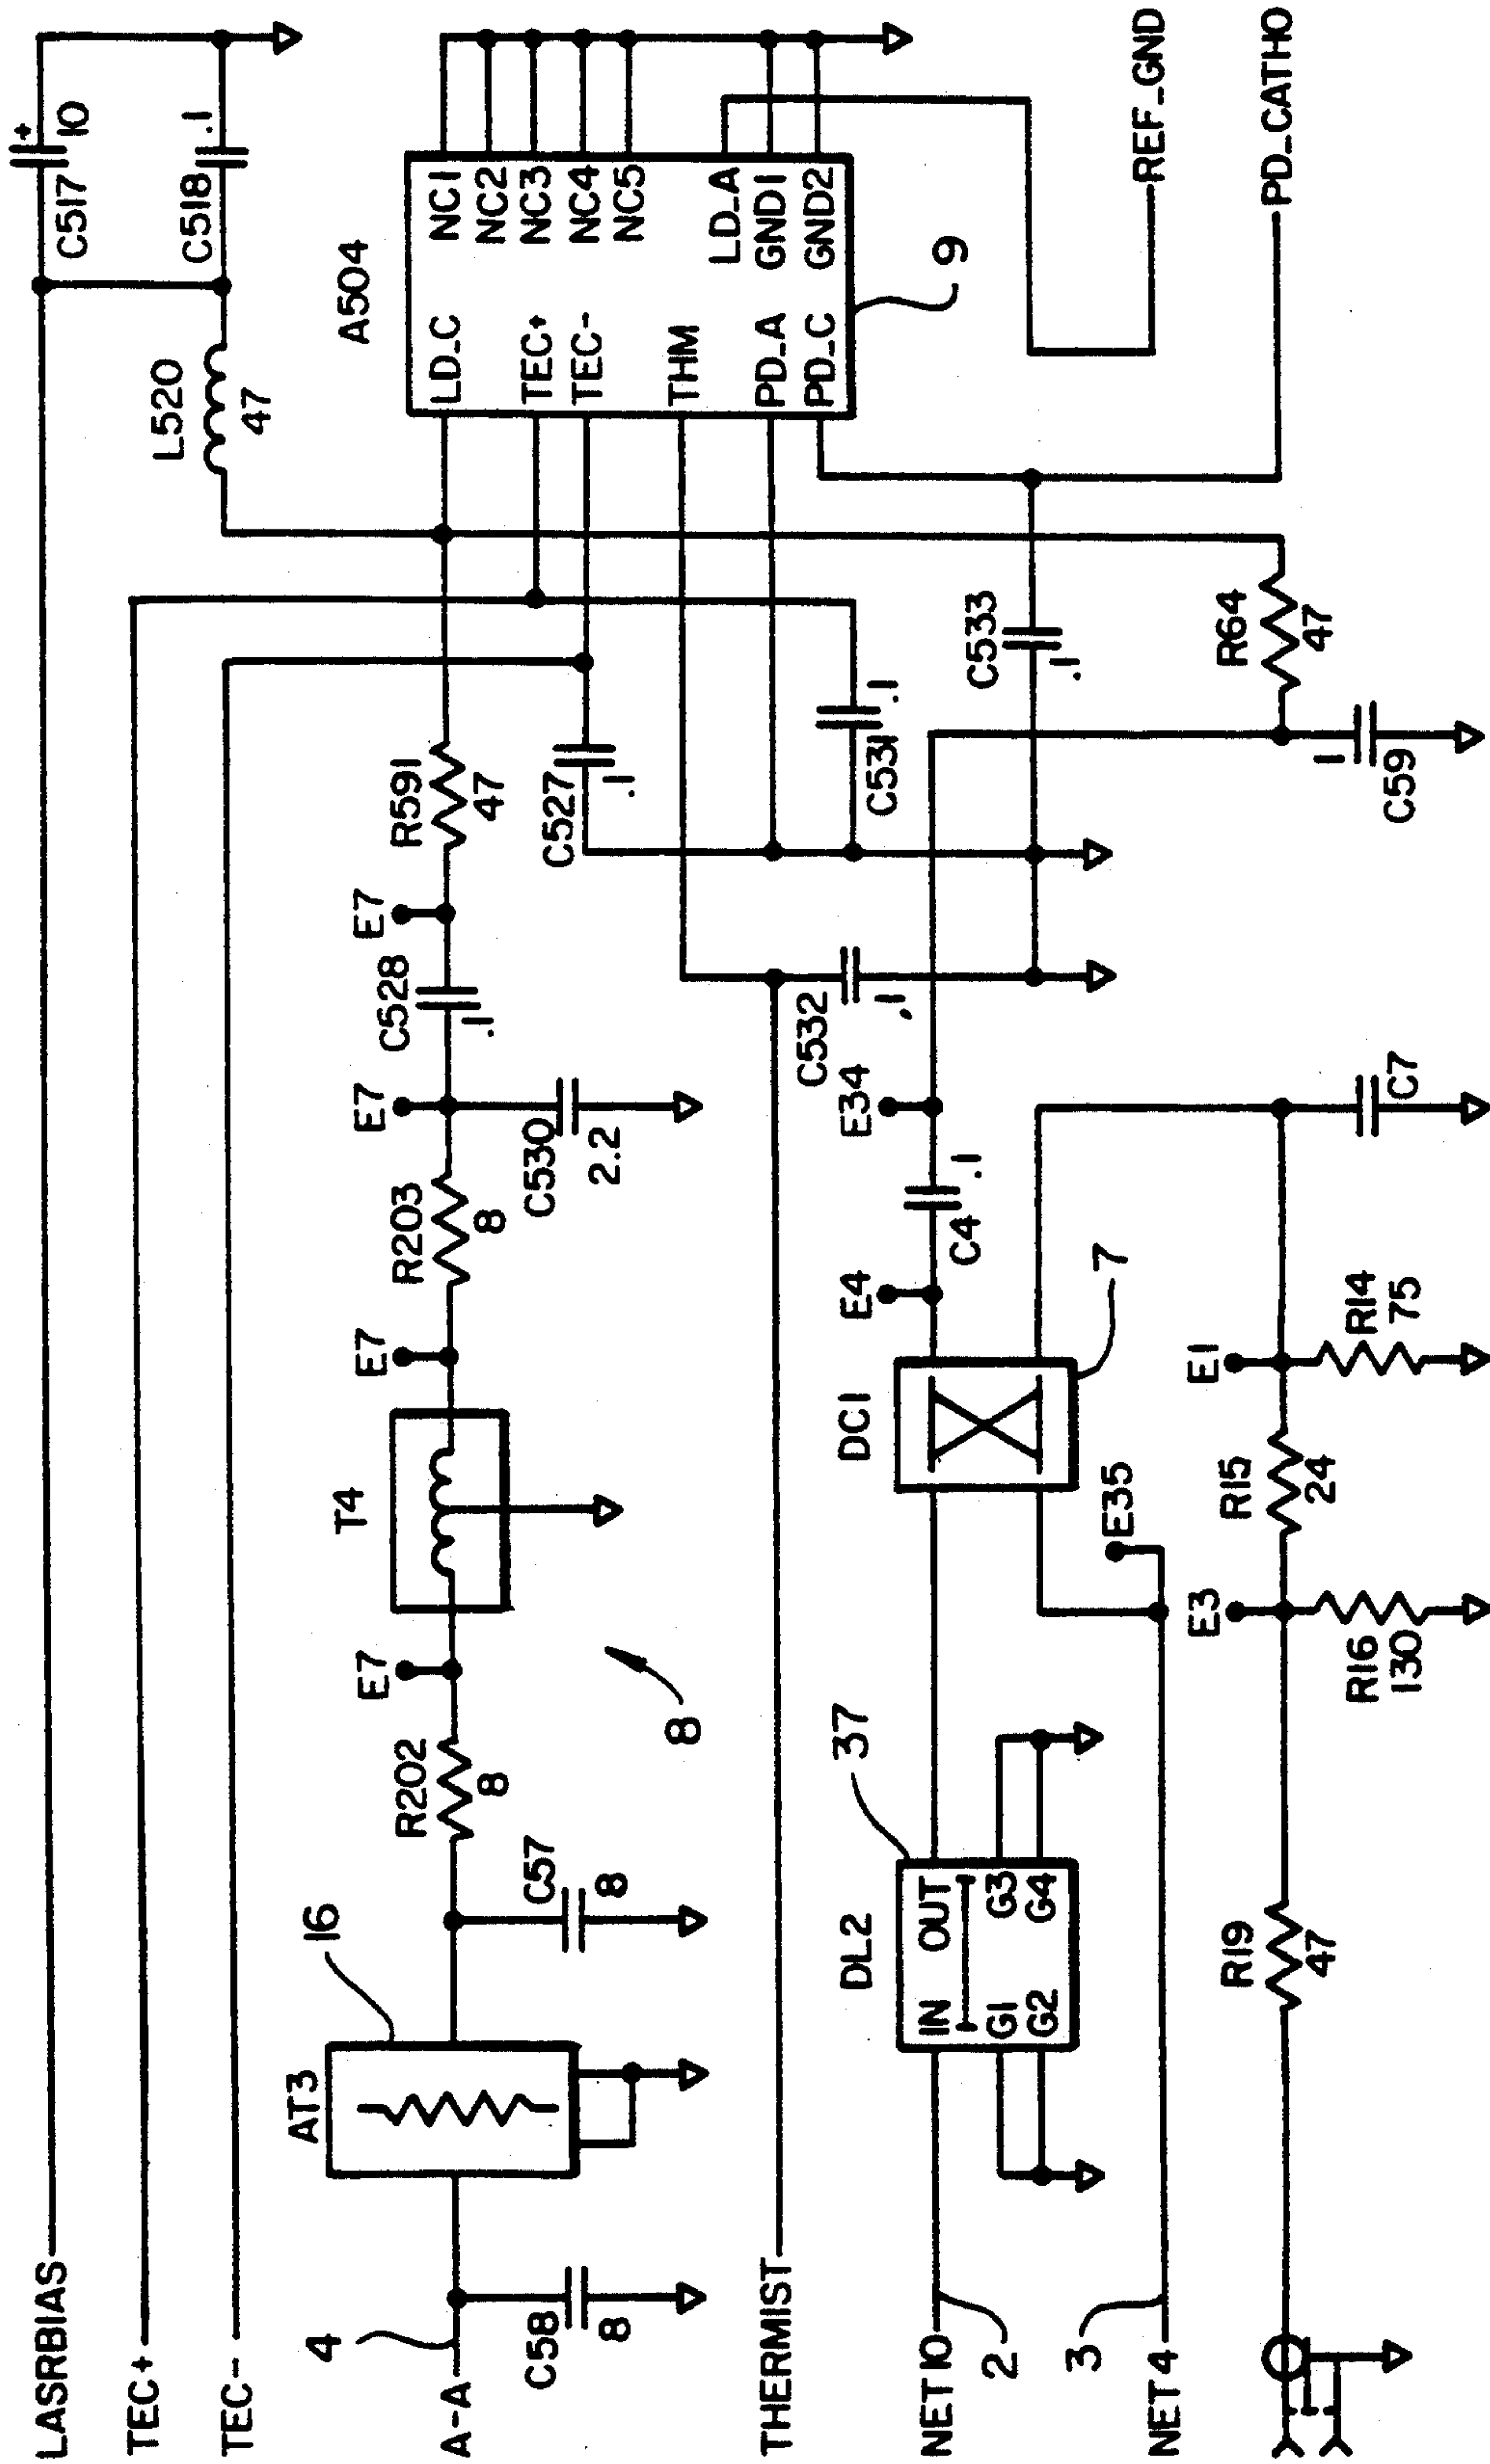 LASRBIAS
TEC+
TEC-
A-A
4
C58
8
AT3
16
C57
8
R202
8
E7
8
T4
E7
R203
8
E7
C530
2.2
C528
.1
E7
R591
47
C527
.1
L520
47
C517
+
10
C518
.1
A504
LD_C
TEC+
TEC-
THM
PD_A
PD_C
NC1
NC2
NC3
NC4
NC5
LD_A
GND1
GND2
9
REF_GND
PD_CATHO
C531
.1
C533
.1
R64
47
1
C59
THERMIST
C532
.1
NET10
2
3
NET4
DL2
37
IN OUT
G1 G3
G2 G4
DC1
7
E35
E4
C4
.1
E34
R19
47
E3
R16
130
R15
24
E1
R14
75
C7